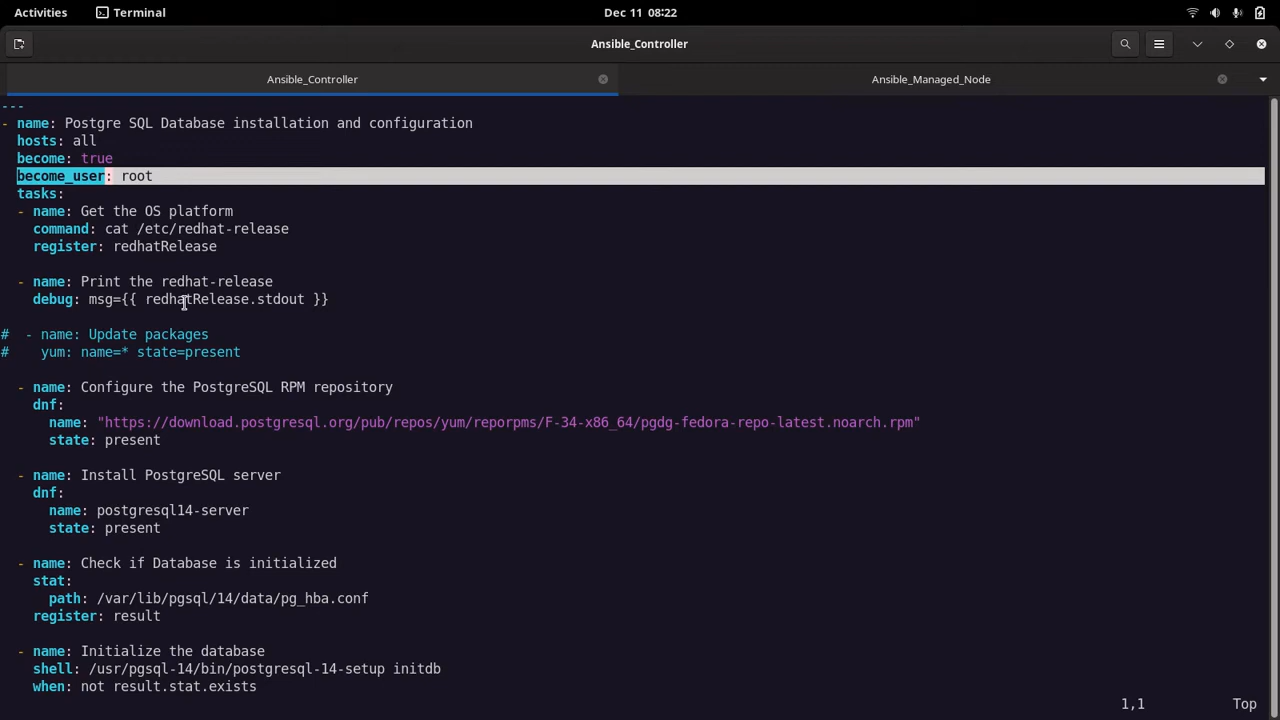 Activities Terminal Dec 11 08:22
Ansible_Controller
Ansible_Controller Ansible_Managed_Node
---
- name: Postgre SQL Database installation and configuration
  hosts: all
  become: true
  become_user: root
  tasks:
  - name: Get the OS platform
    command: cat /etc/redhat-release
    register: redhatRelease
  - name: Print the redhat-release
    debug: msg={{ redhatRelease.stdout }}
#  - name: Update packages
#    yum: name=* state=present
  - name: Configure the PostgreSQL RPM repository
    dnf:
      name: "https://download.postgresql.org/pub/repos/yum/reporpms/F-34-x86_64/pgdg-fedora-repo-latest.noarch.rpm"
      state: present
  - name: Install PostgreSQL server
    dnf:
      name: postgresql14-server
      state: present
  - name: Check if Database is initialized
    stat:
      path: /var/lib/pgsql/14/data/pg_hba.conf
    register: result
  - name: Initialize the database
    shell: /usr/pgsql-14/bin/postgresql-14-setup initdb
    when: not result.stat.exists
1,1 Top